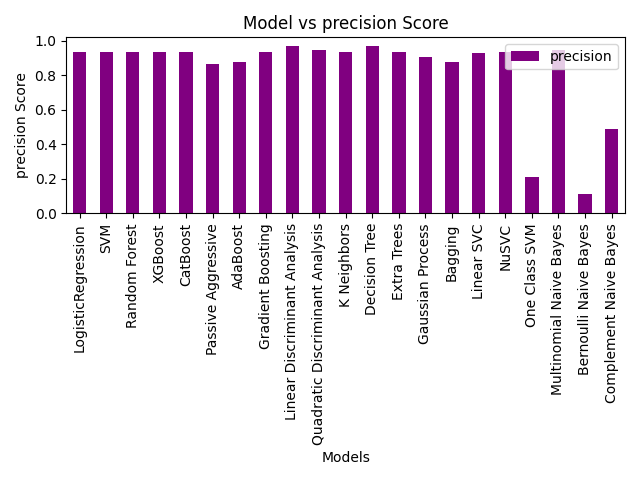 Model vs precision Score
precision
precision Score
1.0
0.8
0.6
0.4
0.2
0.0
LogisticRegression
SVM
Random Forest
XGBoost
CatBoost
Passive Aggressive
AdaBoost
Gradient Boosting
Linear Discriminant Analysis
Quadratic Discriminant Analysis
K Neighbors
Decision Tree
Extra Trees
Gaussian Process
Bagging
Linear SVC
NuSVC
One Class SVM
Multinomial Naive Bayes
Bernoulli Naive Bayes
Complement Naive Bayes
Models